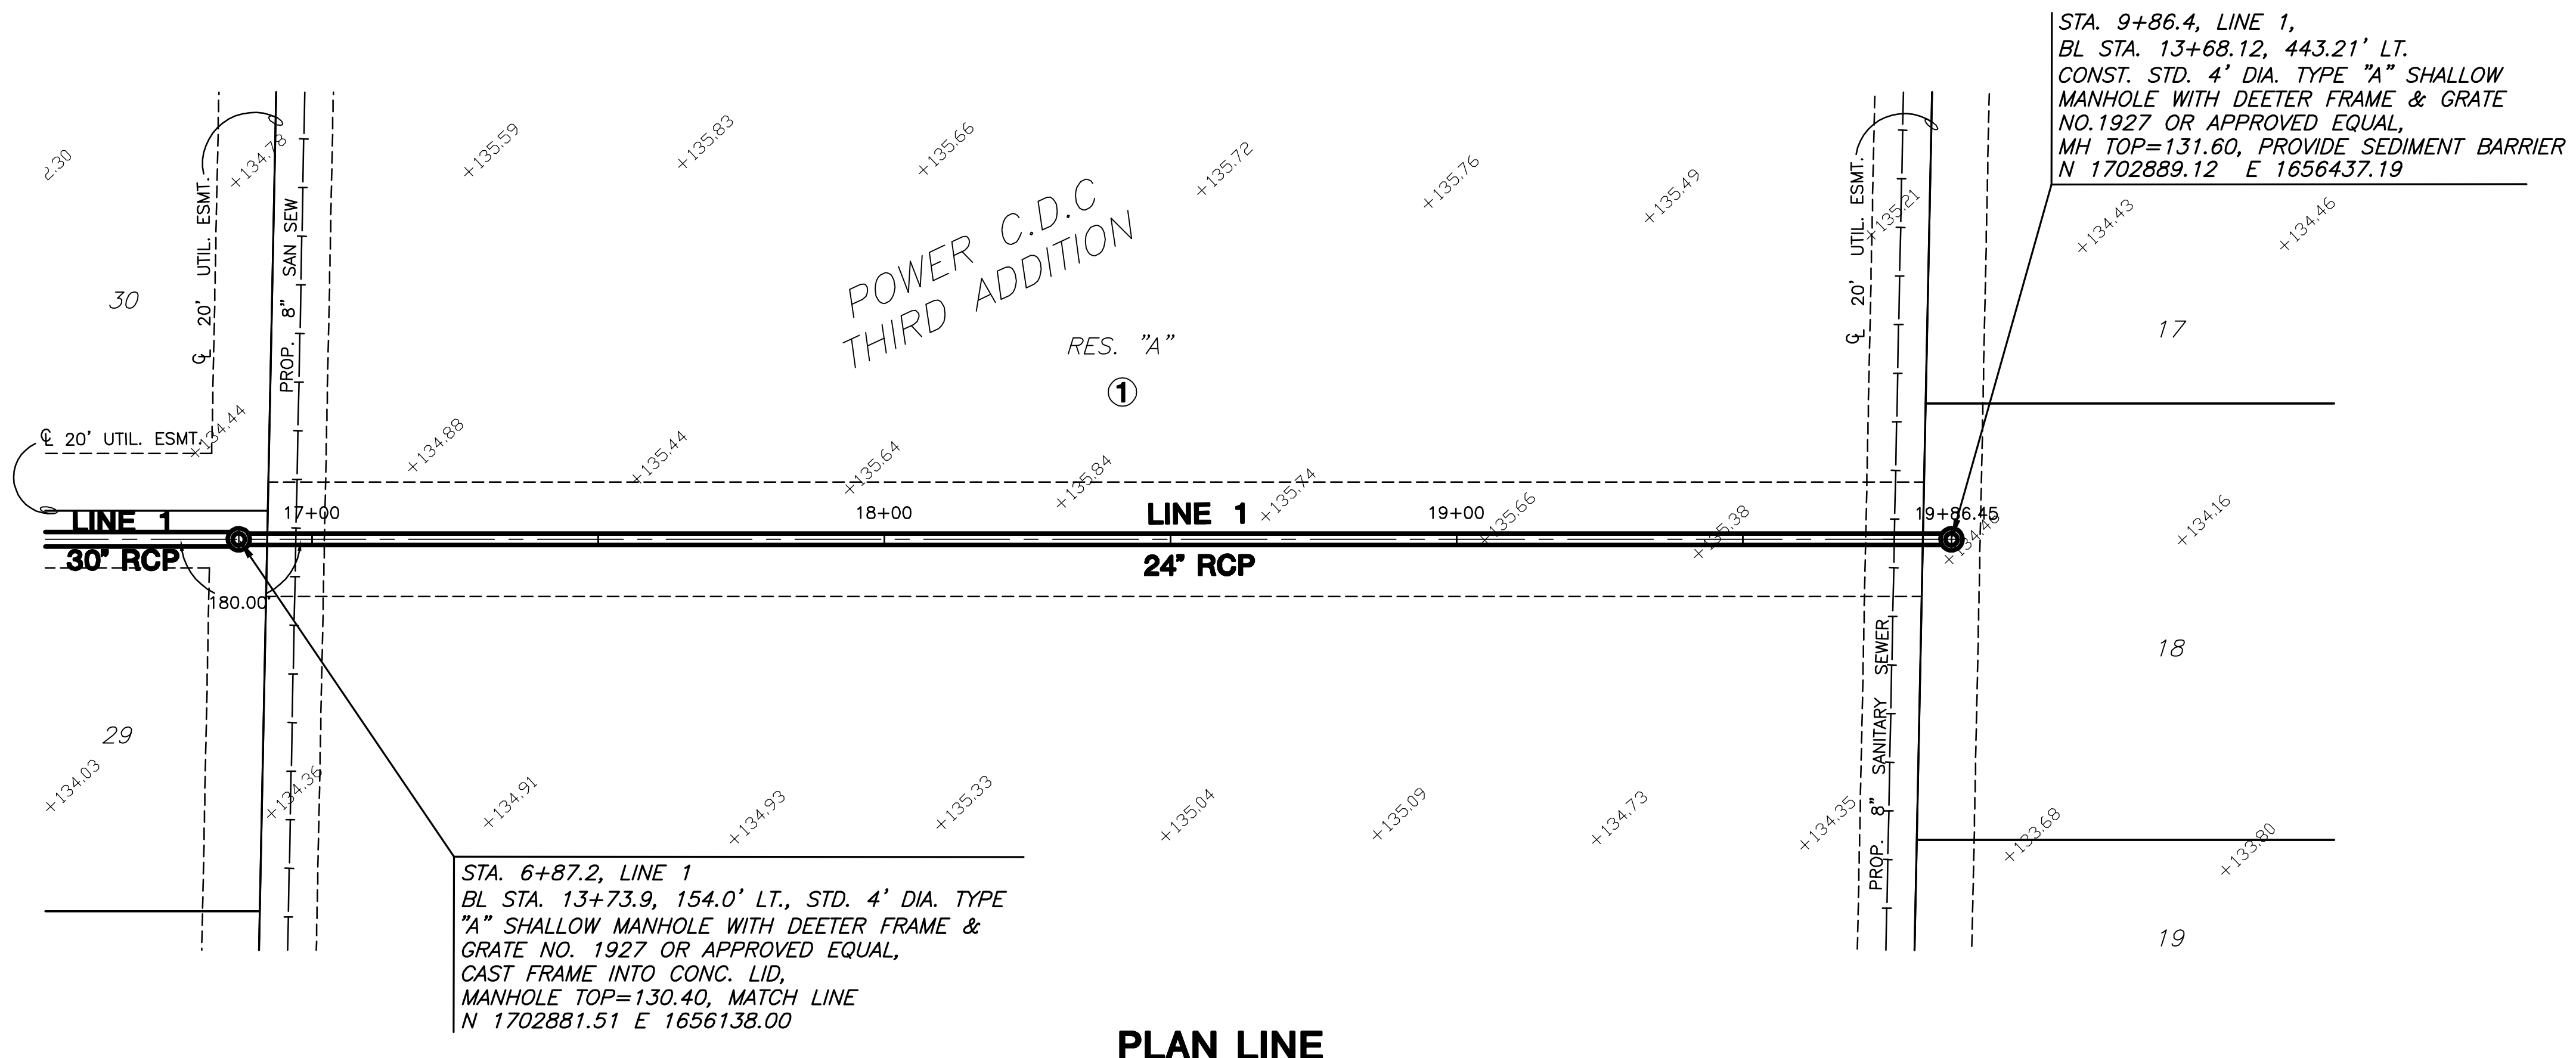 STA. 9+86.4, LINE 1,
BL STA. 13+68.12, 443.21' LT.
CONST. STD. 4' DIA. TYPE "A" SHALLOW
MANHOLE WITH DEETER FRAME & GRATE
NO.1927 OR APPROVED EQUAL,
MH TOP=131.60, PROVIDE SEDIMENT BARRIER
N 1702889.12 E 1656437.19
2.30
+134.78
+135.59
+135.83
+135.66
+135.72
+135.76
+135.49
+135.21
+134.43
+134.46
℄ 20' UTIL. ESMT.
PROP. 8" SAN SEW
POWER C.D.C
THIRD ADDITION
RES. "A"
1
℄ 20' UTIL. ESMT.
30
17
℄ 20' UTIL. ESMT.
+134.44
+134.88
+135.44
+135.64
+135.84
+135.74
+135.66
+135.38
+134.40
+134.16
LINE 1
17+00
18+00
LINE 1
19+00
19+86.45
30" RCP
24" RCP
180.00°
18
29
PROP. 8" SANITARY SEWER
+134.03
+134.36
+134.91
+134.93
+135.33
+135.04
+135.09
+134.73
+134.35
+133.68
+133.80
19
STA. 6+87.2, LINE 1
BL STA. 13+73.9, 154.0' LT., STD. 4' DIA. TYPE
"A" SHALLOW MANHOLE WITH DEETER FRAME &
GRATE NO. 1927 OR APPROVED EQUAL,
CAST FRAME INTO CONC. LID,
MANHOLE TOP=130.40, MATCH LINE
N 1702881.51 E 1656138.00
PLAN LINE